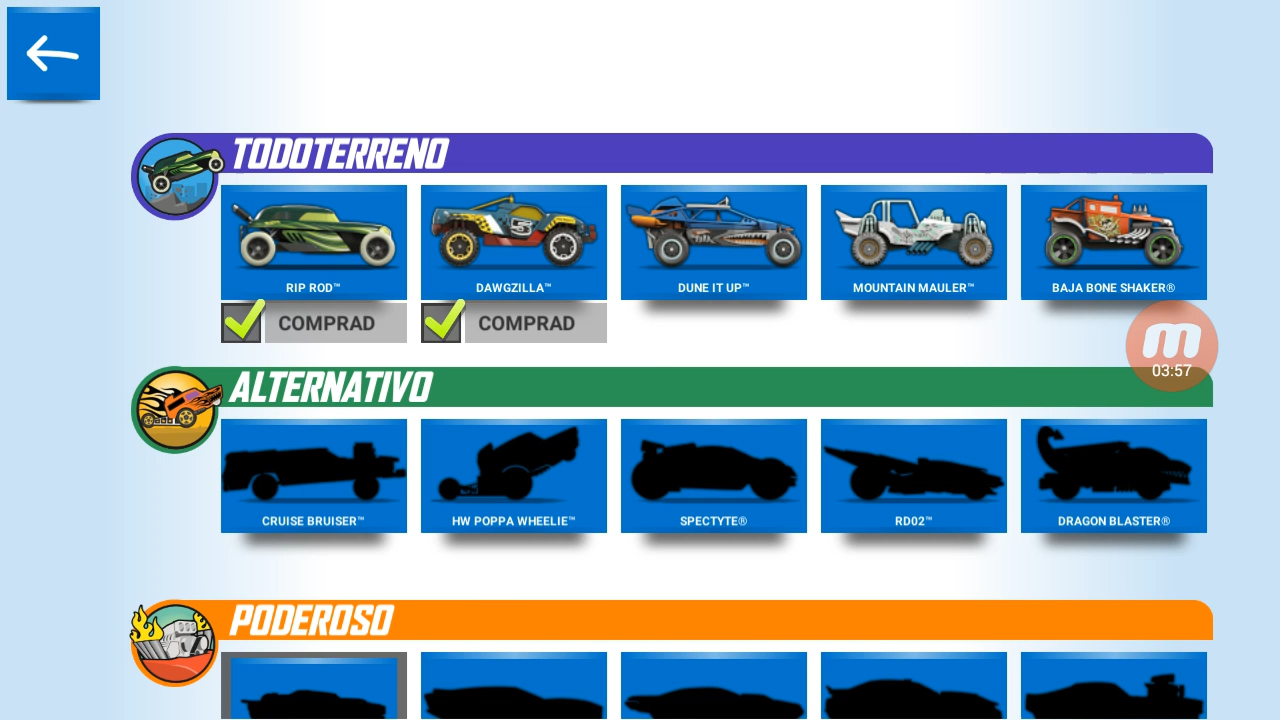 TODOTERRENO
RIP ROD™
DAWGZILLA™
DUNE IT UP™
MOUNTAIN MAULER™
BAJA BONE SHAKER®
COMPRAD
COMPRAD
03:57
ALTERNATIVO
CRUISE BRUISER™
HW POPPA WHEELIE™
SPECTYTE®
RD02™
DRAGON BLASTER®
PODEROSO